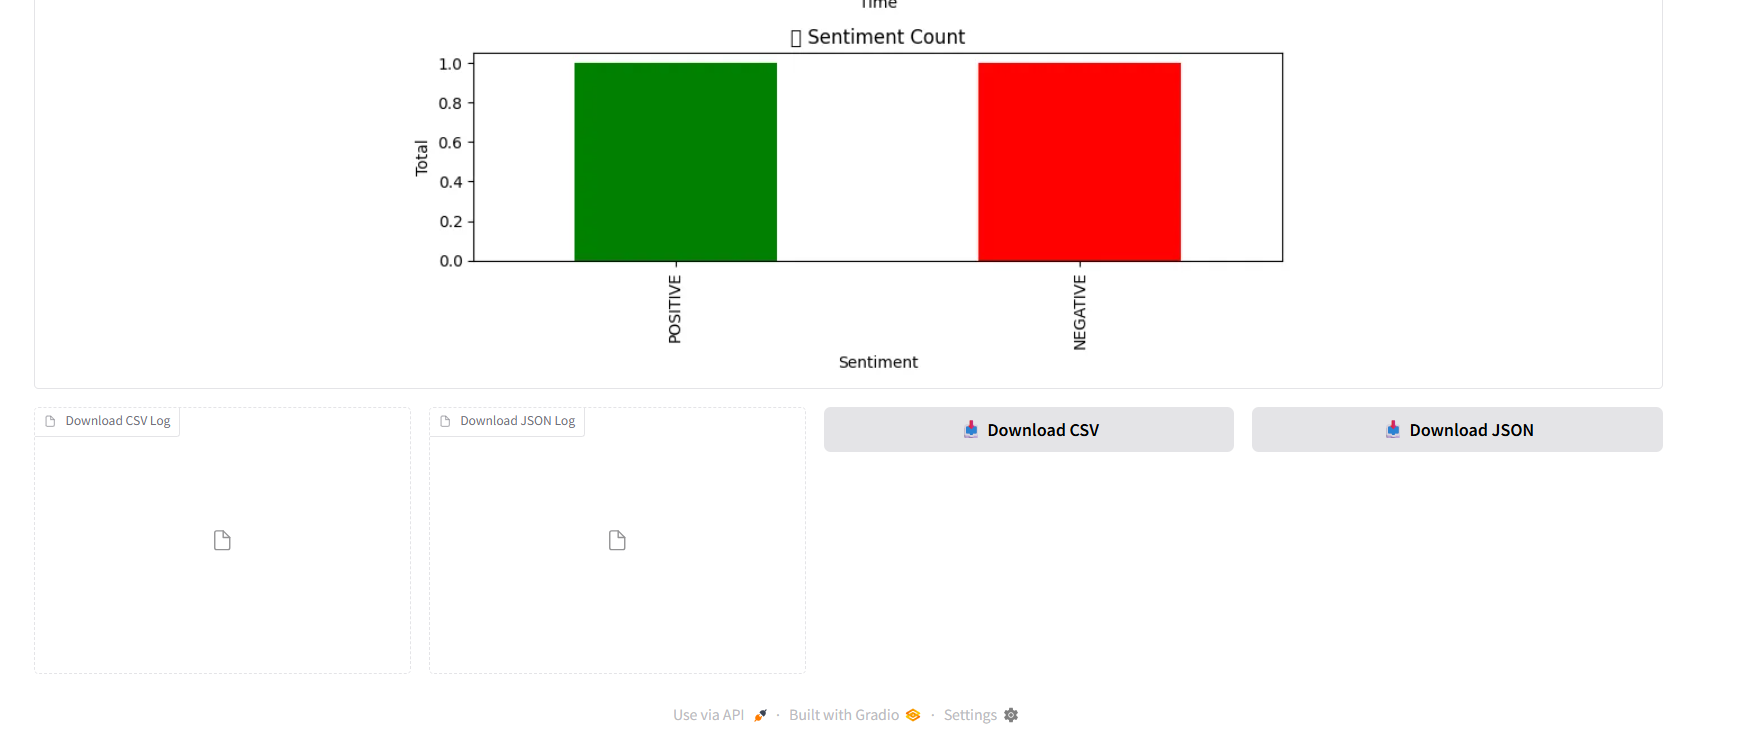 Time
Sentiment Count
1.0
0.8
0.6
0.4
0.2
0.0
Total
POSITIVE
NEGATIVE
Sentiment
Download CSV Log
Download JSON Log
Download CSV
Download JSON
Use via API · Built with Gradio · Settings